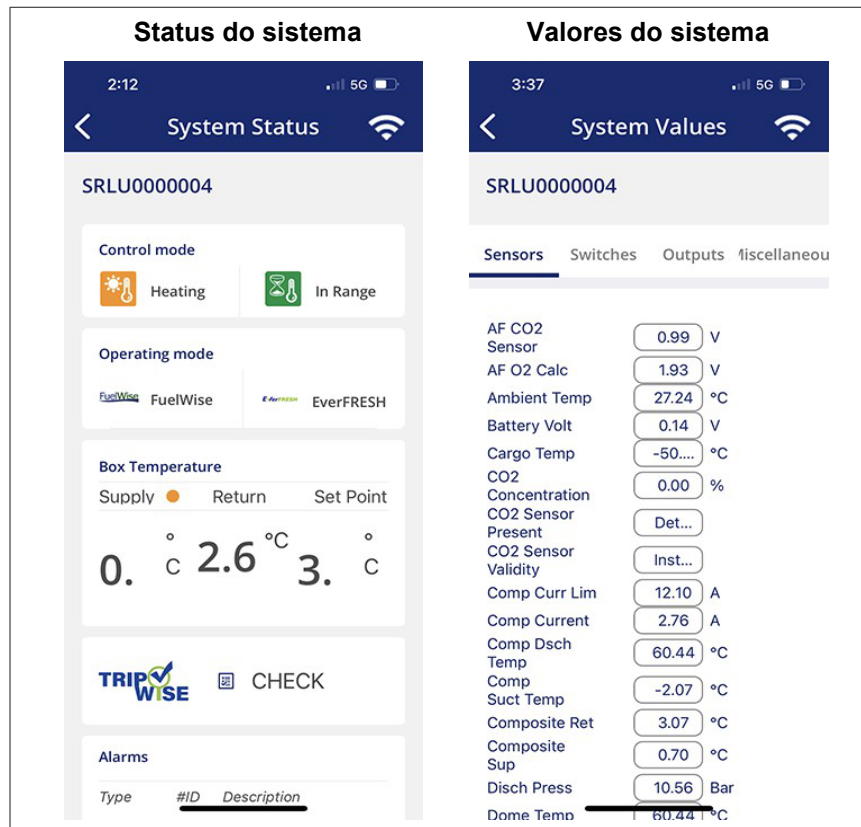 Status do sistema
2:12
5G
System Status
SRLU0000004
Control mode
Heating
In Range
Operating mode
FuelWise FuelWise
EverFRESH EverFRESH
Box Temperature
Supply Return Set Point
0. °C 2.6 °C 3. °C
TRIPWISE CHECK
Alarms
Type #ID Description
Valores do sistema
3:37
5G
System Values
SRLU0000004
Sensors Switches Outputs Miscellaneou
AF CO2
Sensor
0.99 V
AF O2 Calc 1.93 V
Ambient Temp 27.24 °C
Battery Volt 0.14 V
Cargo Temp -50.... °C
CO2
Concentration
0.00 %
CO2 Sensor
Present
Det...
CO2 Sensor
Validity
Inst...
Comp Curr Lim 12.10 A
Comp Current 2.76 A
Comp Dsch
Temp
60.44 °C
Comp
Suct Temp
-2.07 °C
Composite Ret 3.07 °C
Composite
Sup
0.70 °C
Disch Press 10.56 Bar
Dome Temp 60.44 °C